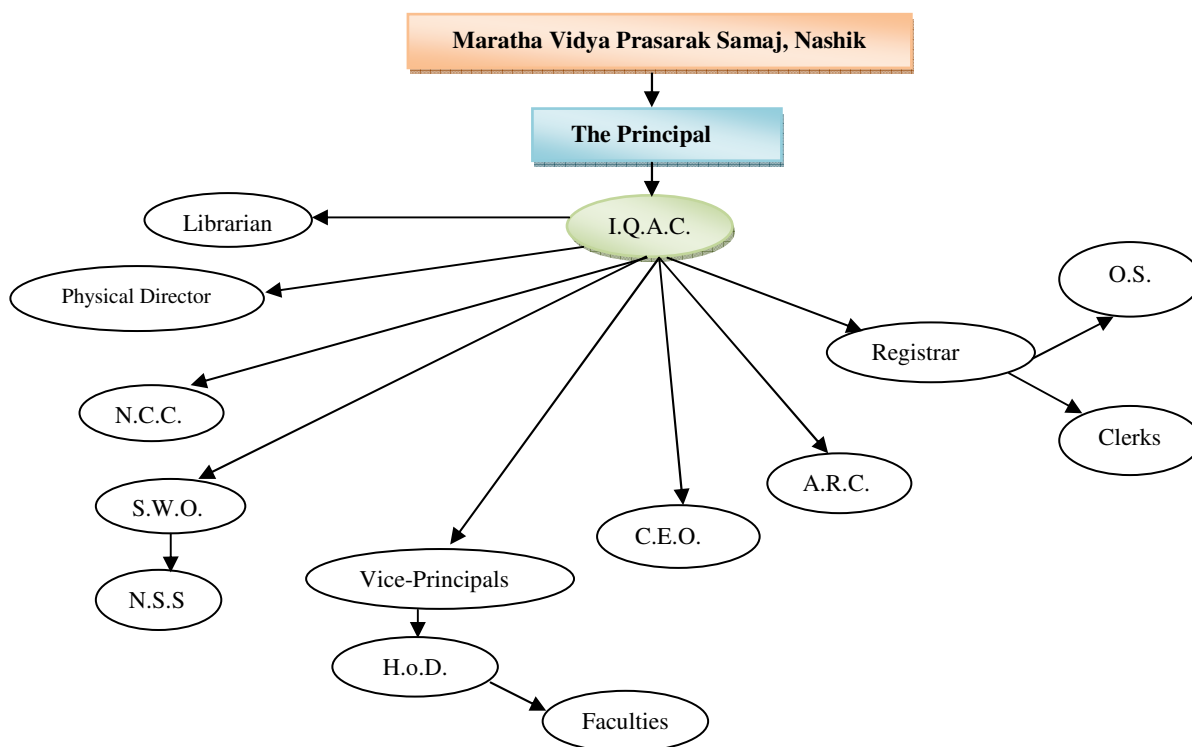 Maratha Vidya Prasarak Samaj, Nashik
The Principal
I.Q.A.C.
Librarian
Physical Director
O.S.
Registrar
N.C.C.
Clerks
A.R.C.
S.W.O.
C.E.O.
Vice-Principals
N.S.S
H.o.D.
Faculties